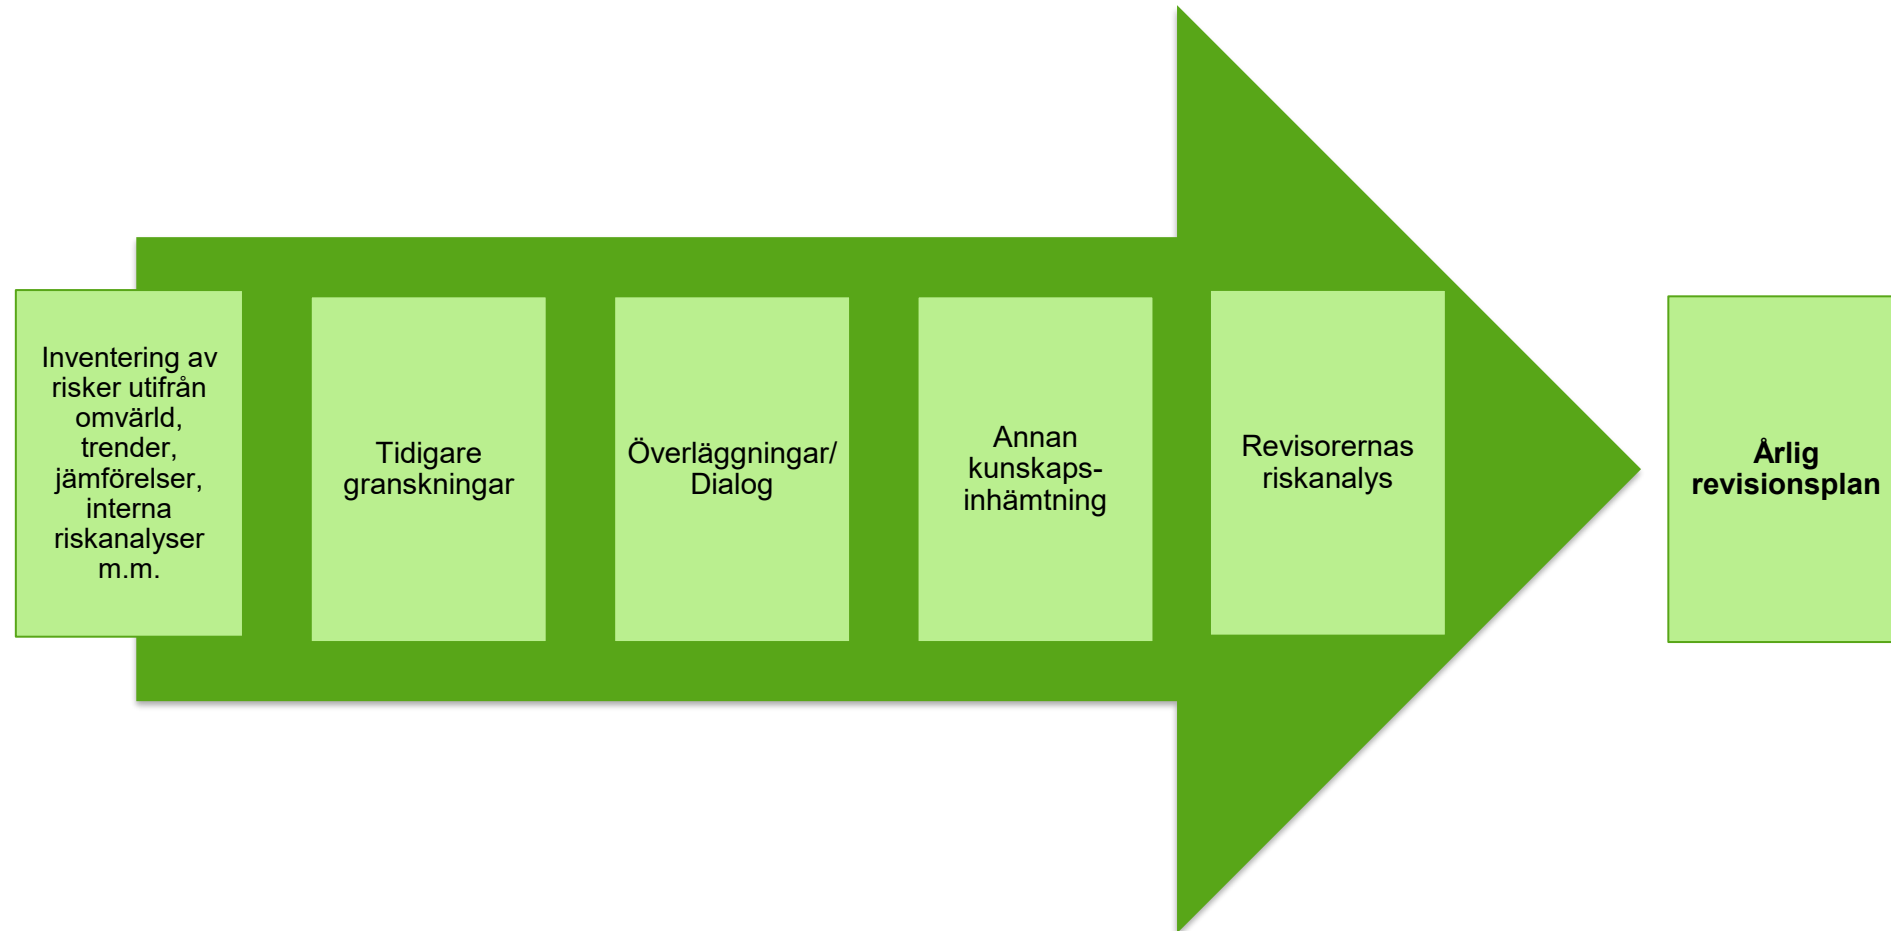 Inventering av
risker utifrån
omvärld,
trender,
jämförelser,
interna
riskanalyser
m.m.
Tidigare
granskningar
Överläggningar/
Dialog
Annan
kunskaps-
inhämtning
Revisorernas
riskanalys
Årlig
revisionsplan